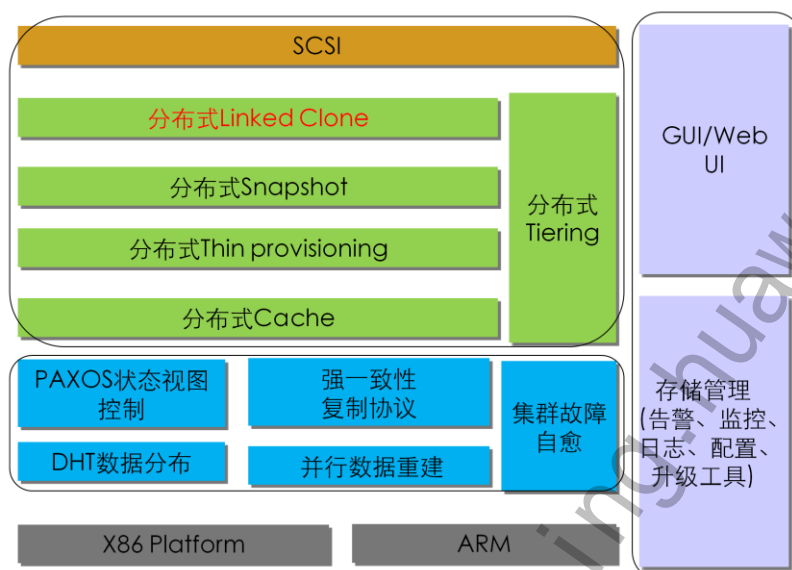 SCSI
分布式Linked Clone
分布式Snapshot
分布式Thin provisioning
分布式Cache
分布式
Tiering
GUI/Web
UI
PAXOS状态视图
控制
强一致性
复制协议
集群故障
自愈
DHT数据分布
并行数据重建
存储管理
(告警、监控、
日志、配置、
升级工具)
X86 Platform
ARM
ing.huaw